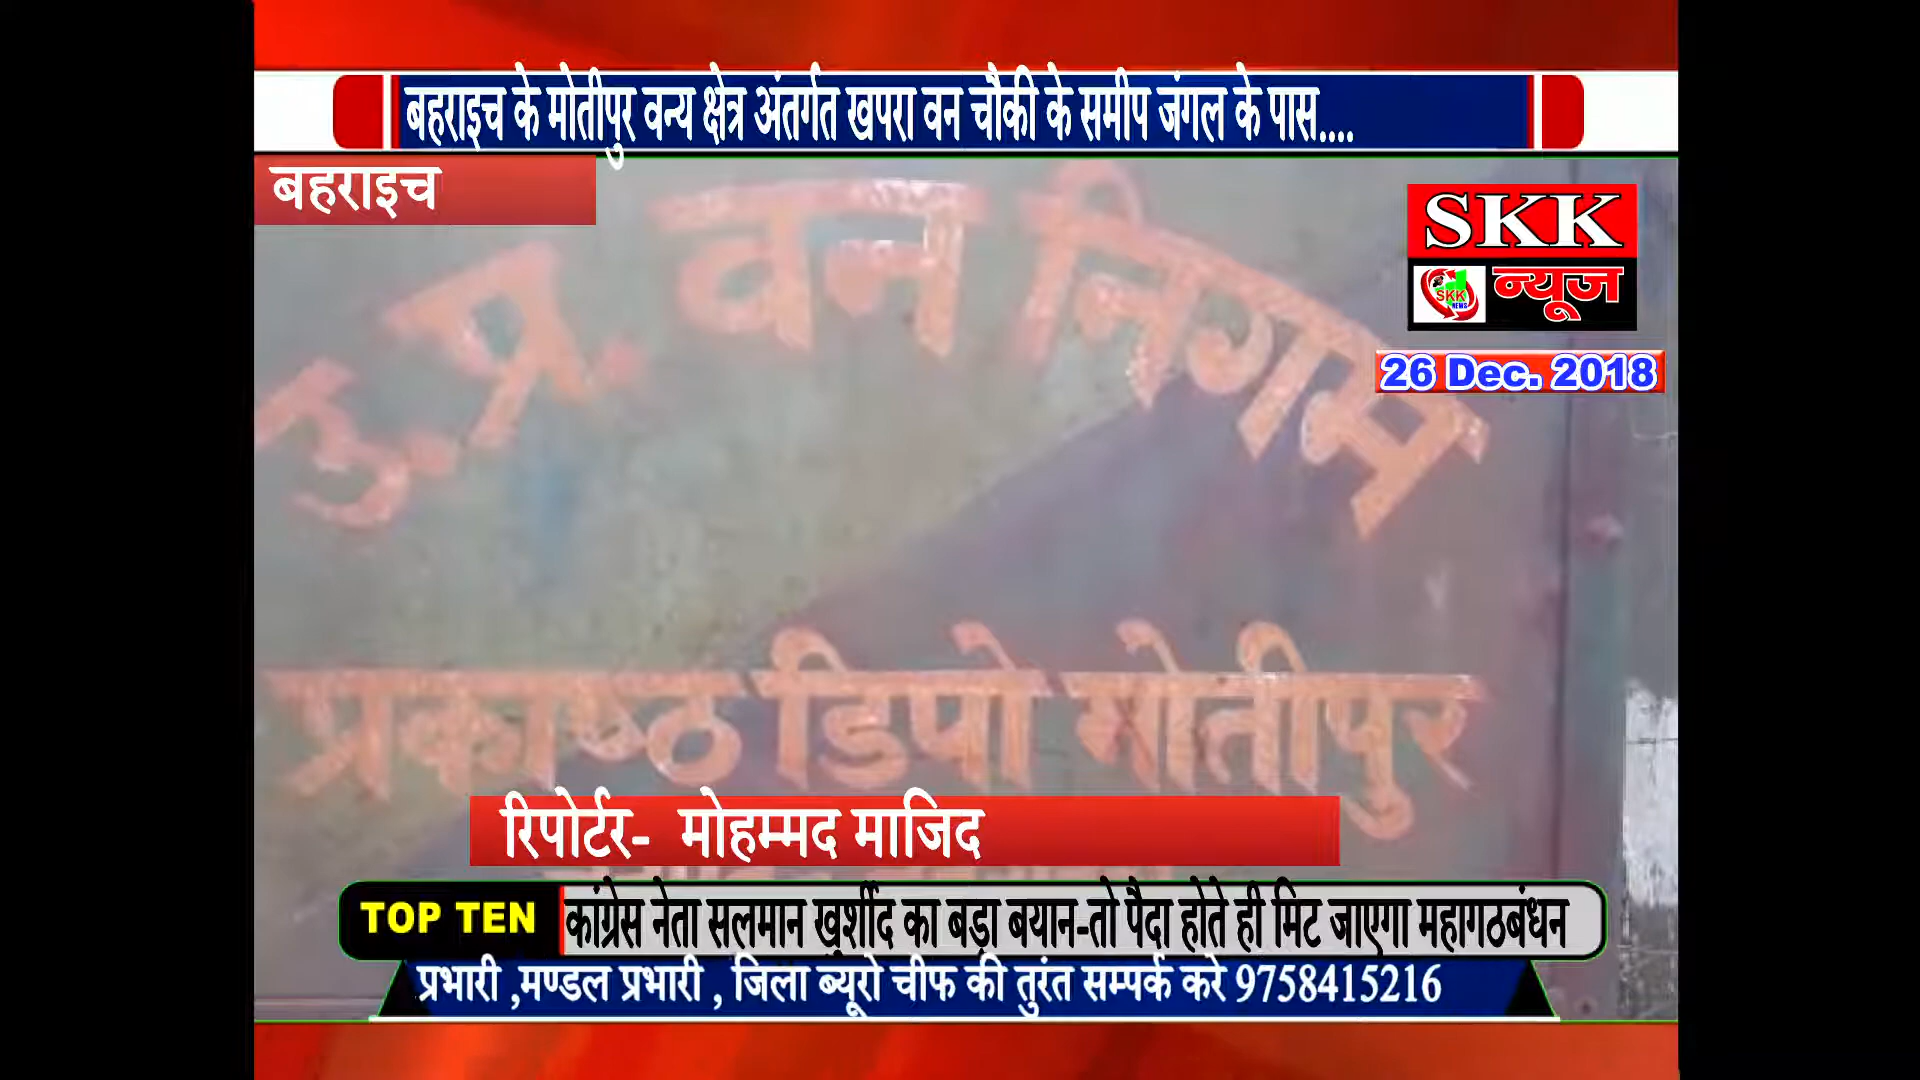 बहराइच के मोतीपुर वन्य क्षेत्र अंतर्गत खपरा वन चौकी के समीप जंगल के पास....
बहराइच
SKK
SKK
NEWS
न्यूज
26 Dec. 2018
उ.प्र. वन निगम
प्रकाष्ठ डिपो मोतीपुर
रिपोर्टर- मोहम्मद माजिद
TOP TEN
कांग्रेस नेता सलमान खुर्शीद का बड़ा बयान-तो पैदा होते ही मिट जाएगा महागठबंधन
प्रभारी ,मण्डल प्रभारी , जिला ब्यूरो चीफ की तुरंत सम्पर्क करे 9758415216